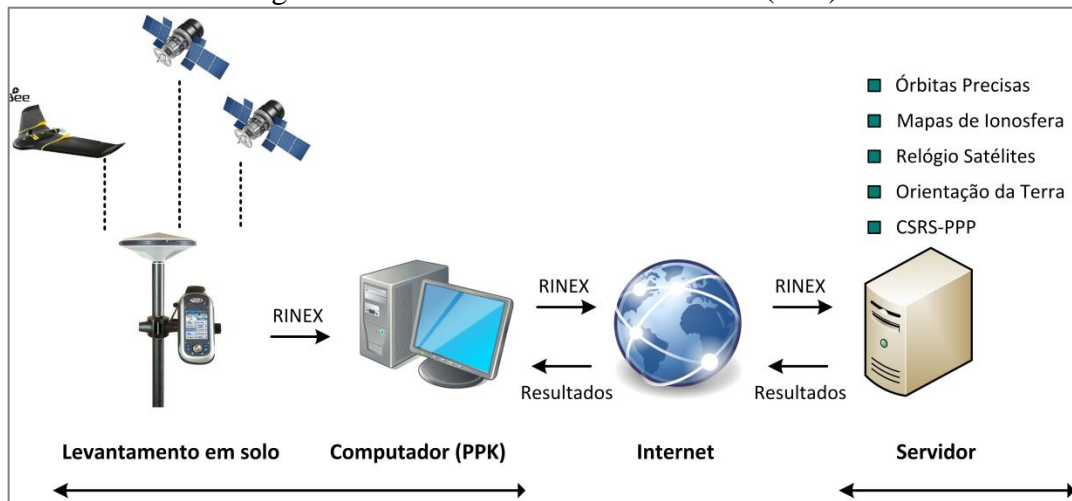 Bee
Órbitas Precisas
Mapas de Ionosfera
Relógio Satélites
Orientação da Terra
CSRS-PPP
RINEX
RINEX
RINEX
Resultados
Resultados
Levantamento em solo
Computador (PPK)
Internet
Servidor